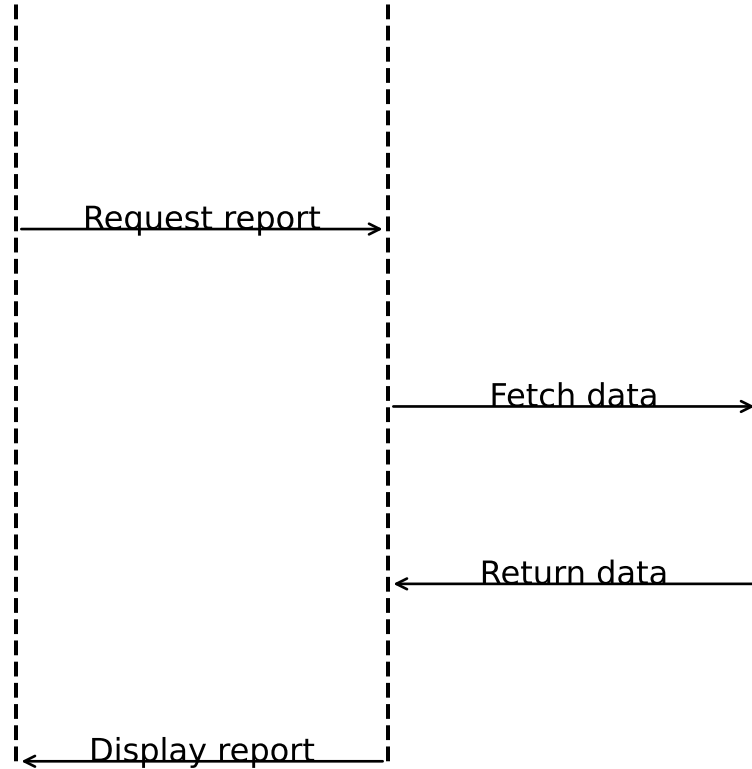 Request report
Fetch data
Return data
Display report